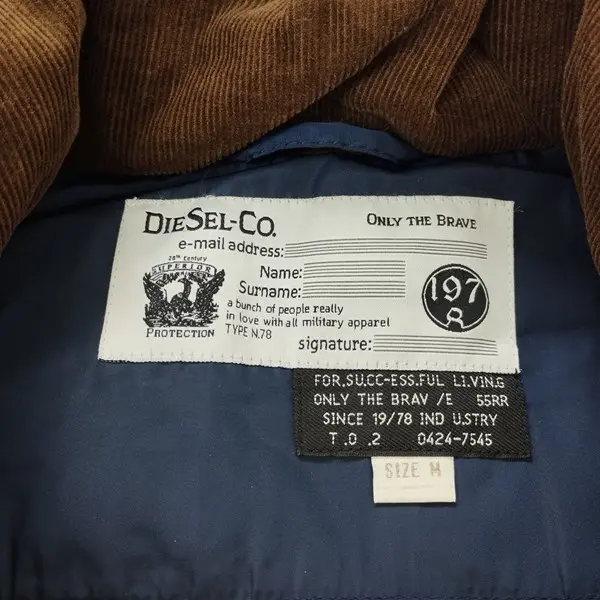 DIESEL-CO.
ONLY THE BRAVE
e-mail address:
20th Century
SUPERIOR
PROTECTION
Name:
Surname:
a bunch of people really
in love with all military apparel
TYPE N.78
197
8
signature:
FOR.SU.CC-ESS.FUL LI.VIN.G
ONLY THE BRAV /E 55RR
SINCE 19/78 IND U.STRY
T .O .2 0424-7545
SIZE M